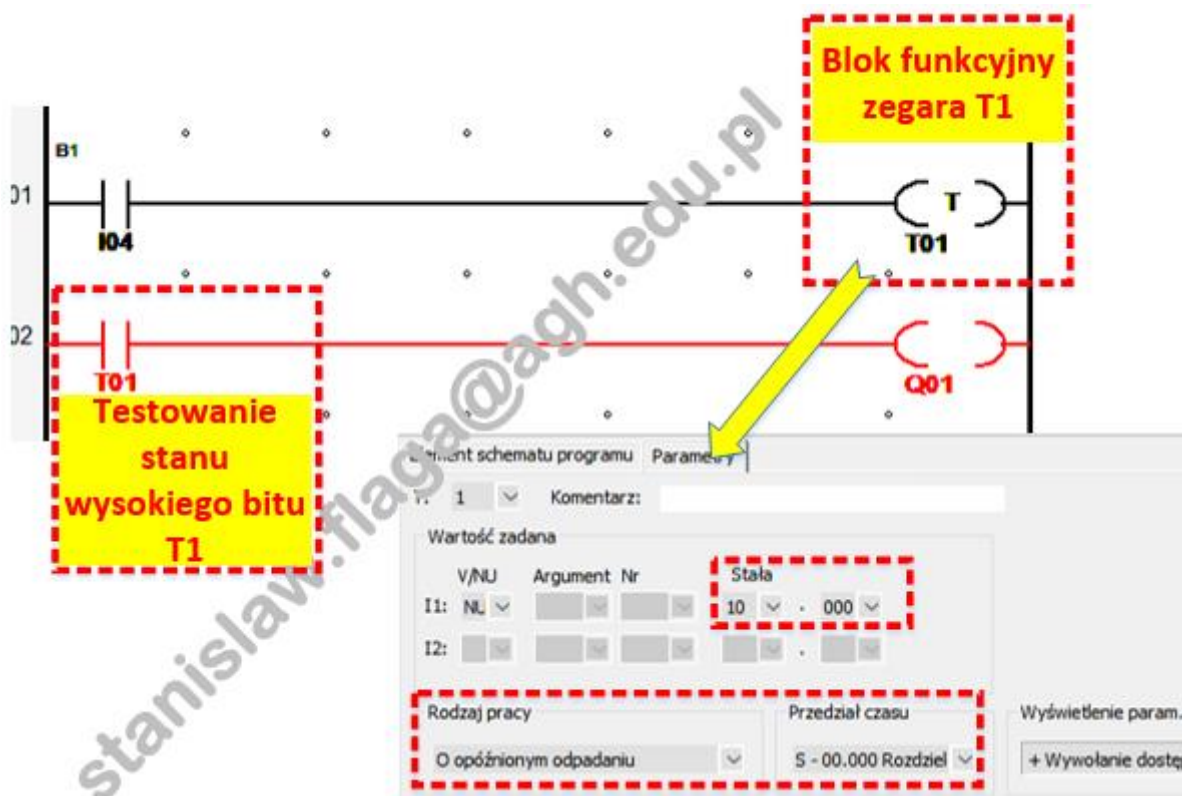 Blok funkcyjny
zegara T1
B1
01
I04
T
T01
02
T01
Q01
Testowanie
stanu
wysokiego bitu
T1
stanislaw.flaga@agh.edu.pl
schematu programu Parametry
1 Komentarz:
Wartość zadana
V/NU Argument Nr Stała
I1: NU 10 . 000
I2: .
Rodzaj pracy Przedział czasu Wyświetlenie param.
O opóźnionym odpadaniu S - 00.000 Rozdziel + Wywołanie dostę